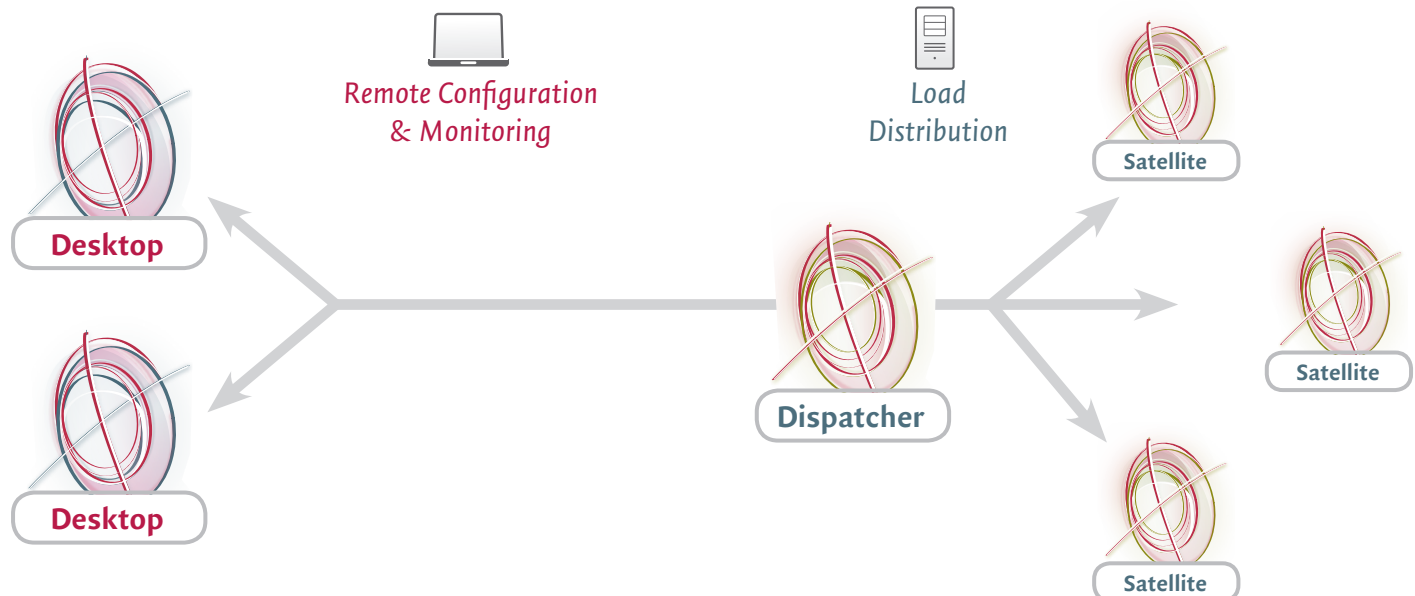 Remote Configuration
& Monitoring
Load
Distribution
Satellite
Desktop
Satellite
Dispatcher
Desktop
Satellite